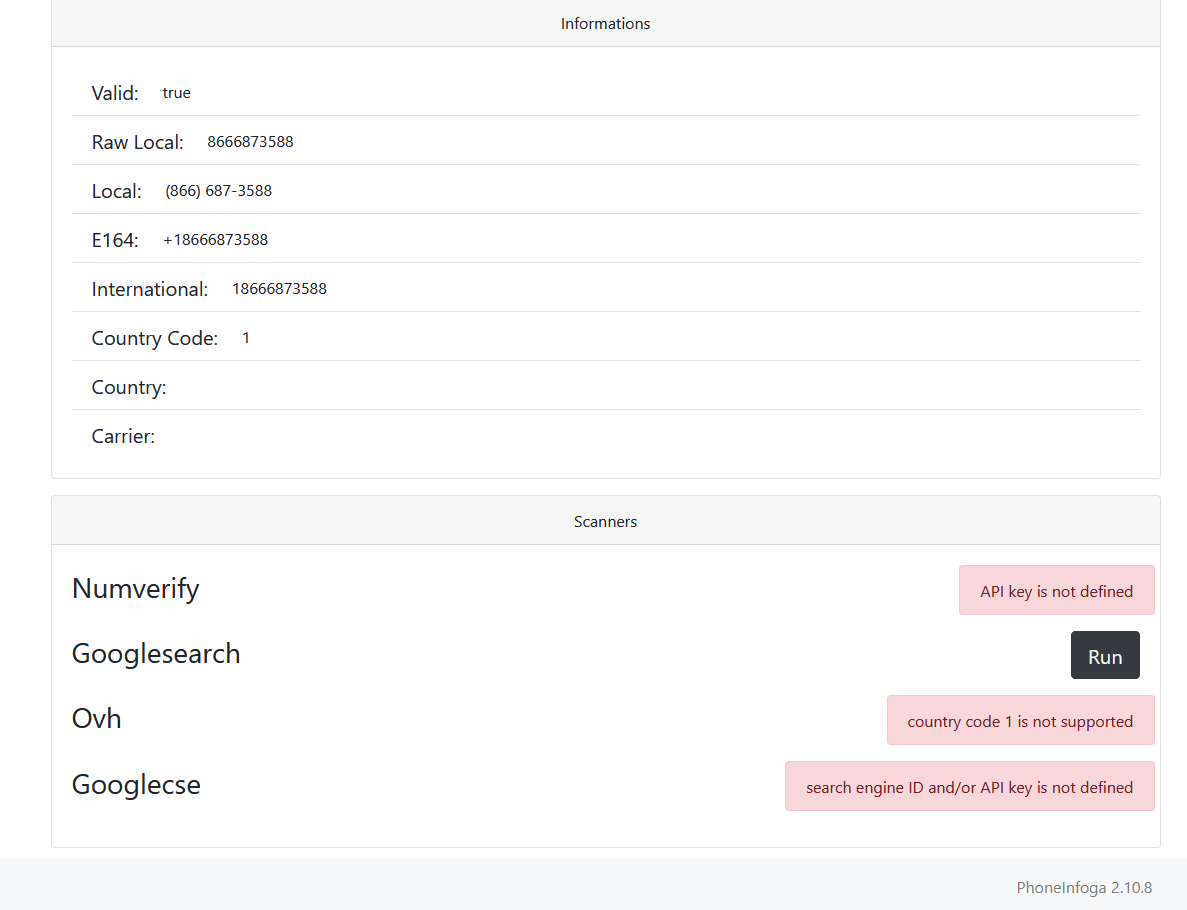 Informations
Valid: true
Raw Local: 8666873588
Local: (866) 687-3588
E164: +18666873588
International: 18666873588
Country Code: 1
Country:
Carrier:
Scanners
Numverify API key is not defined
Googlesearch Run
Ovh country code 1 is not supported
Googlecse search engine ID and/or API key is not defined
PhoneInfoga 2.10.8